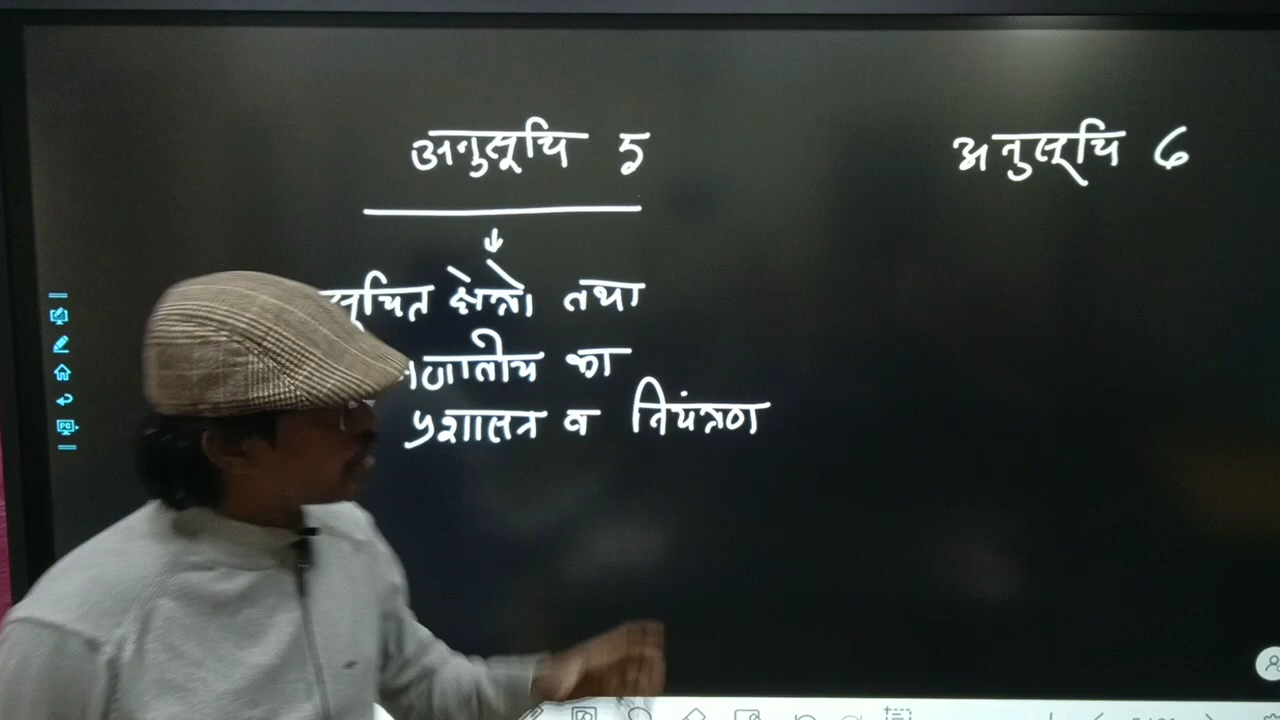 अनुसूचि 5
अनुसूचि 6
क्षेत्रो तथा
का
प्रशासन व नियंत्रण